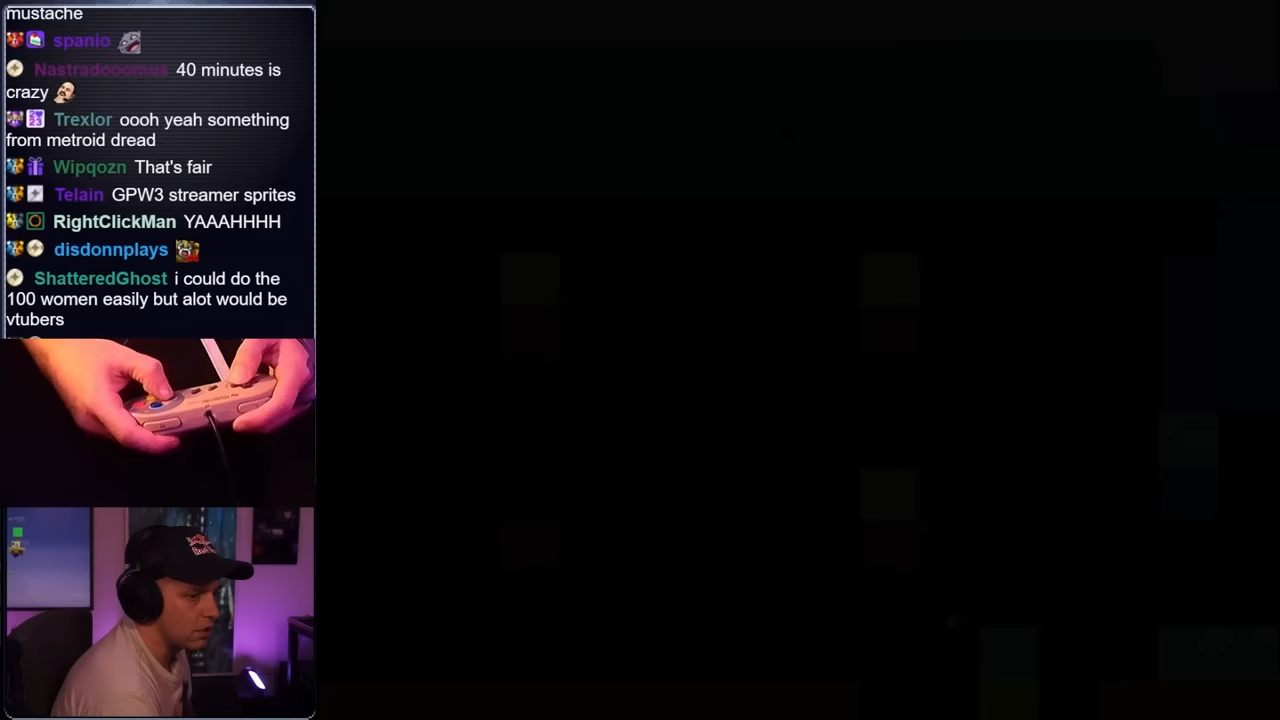 mustache
spanio
Nastradooomus 40 minutes is
crazy
Trexlor oooh yeah something
from metroid dread
Wipqozn That's fair
Telain GPW3 streamer sprites
RightClickMan YAAAHHHH
disdonnplays
ShatteredGhost i could do the
100 women easily but alot would be
vtubers